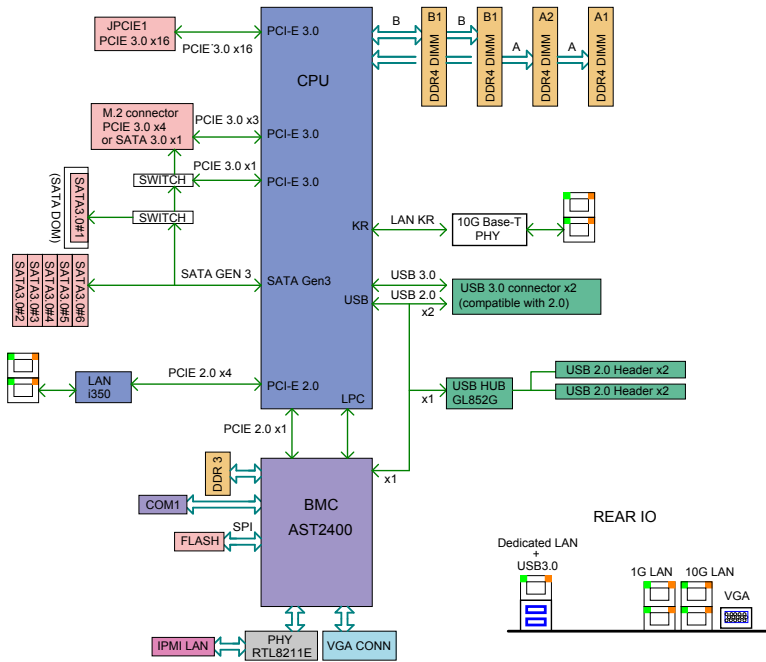 JPCIE1
PCIE 3.0 x16
PCIE 3.0 x16
PCI-E 3.0
CPU
B
B
A
A
B1
DDR4 DIMM
B1
DDR4 DIMM
A2
DDR4 DIMM
A1
DDR4 DIMM
M.2 connector
PCIE 3.0 x4
or SATA 3.0 x1
PCIE 3.0 x3
PCI-E 3.0
PCIE 3.0 x1
PCI-E 3.0
SWITCH
SWITCH
SATA3.0#1
(SATA DOM)
KR
LAN KR
10G Base-T
PHY
SATA3.0#2
SATA3.0#3
SATA3.0#4
SATA3.0#5
SATA3.0#6
SATA GEN 3
SATA Gen3
USB
USB 3.0
USB 2.0
x2
USB 3.0 connector x2
(compatible with 2.0)
LAN
i350
PCIE 2.0 x4
PCI-E 2.0
LPC
x1
USB HUB
GL852G
USB 2.0 Header x2
USB 2.0 Header x2
PCIE 2.0 x1
x1
DDR 3
COM1
SPI
FLASH
BMC
AST2400
IPMI LAN
PHY
RTL8211E
VGA CONN
REAR IO
Dedicated LAN
+
USB3.0
1G LAN
10G LAN
VGA